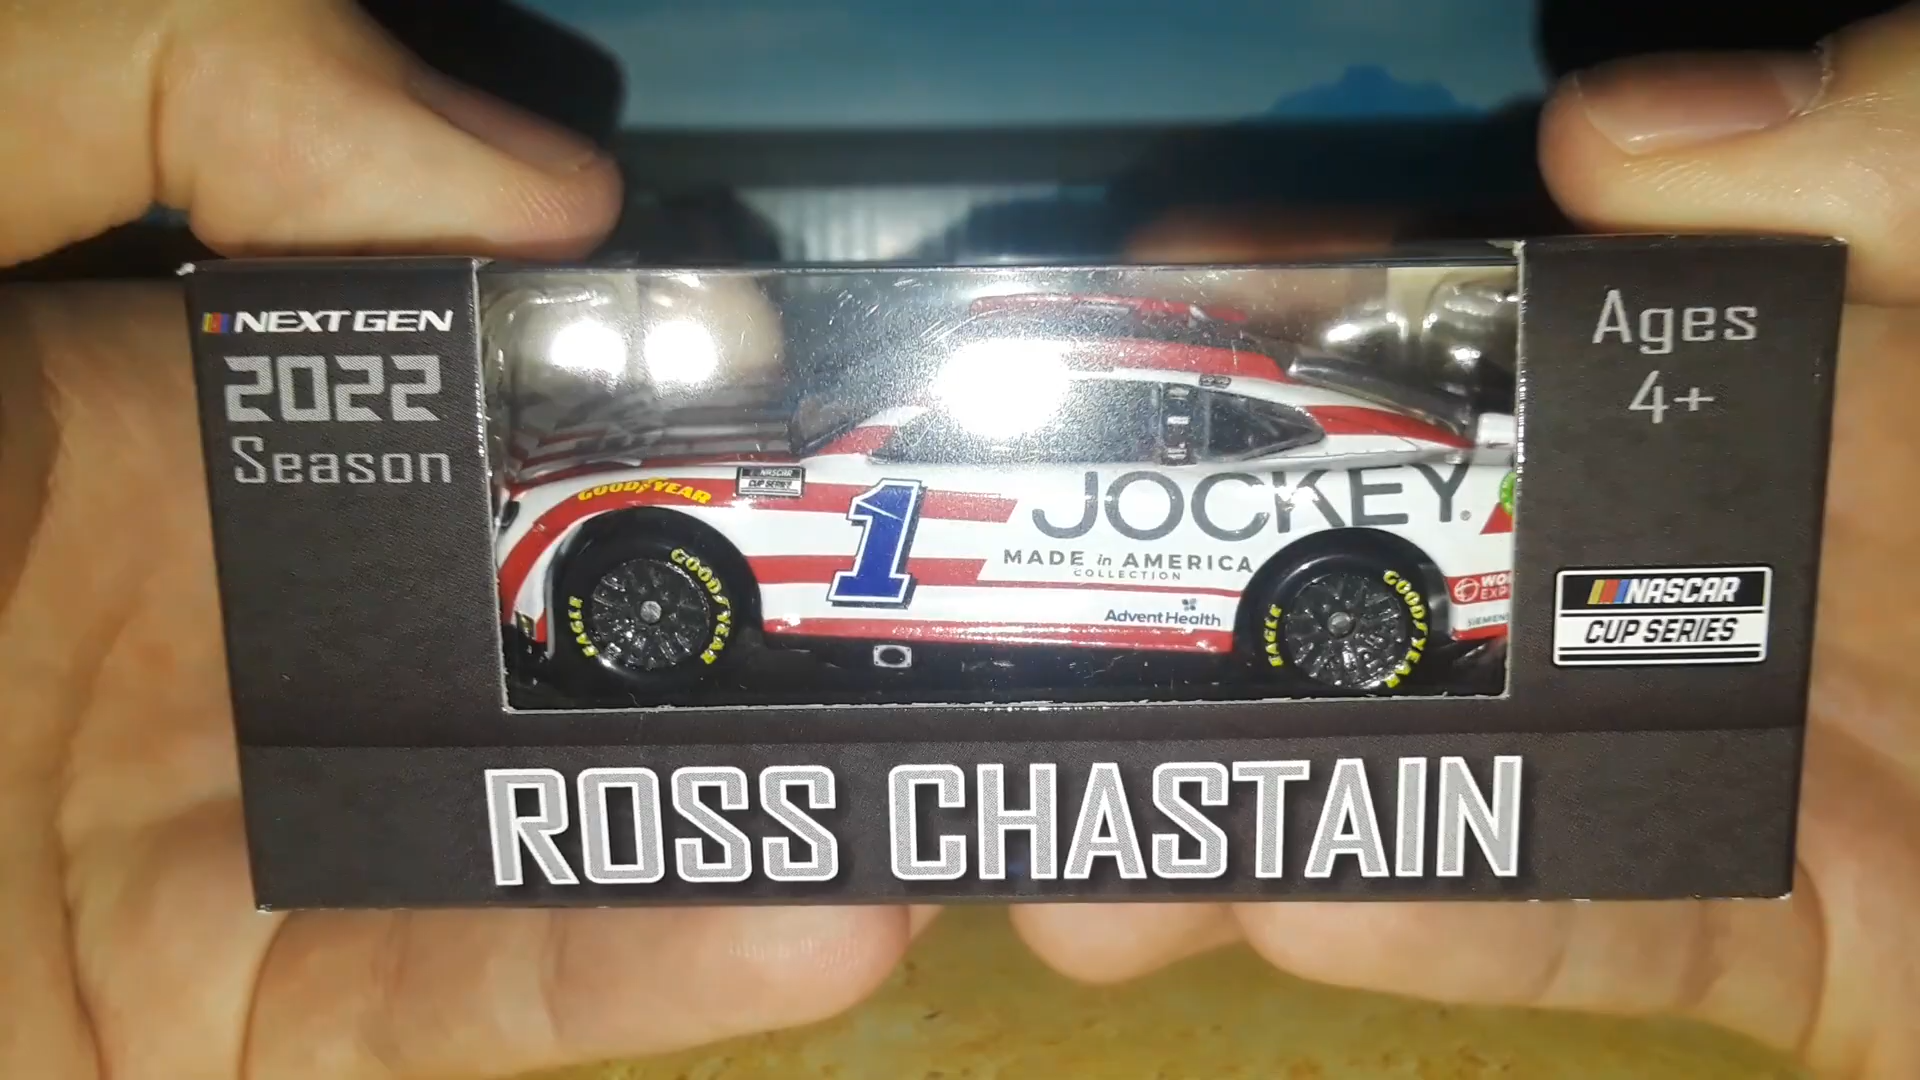 NEXT GEN
2022
Season
Ages
4+
GOODYEAR
NASCAR
CUP SERIES
1
JOCKEY
MADE in AMERICA
COLLECTION
AdventHealth
GOODYEAR
EAGLE
GOODYEAR
EAGLE
NASCAR
CUP SERIES
ROSS CHASTAIN